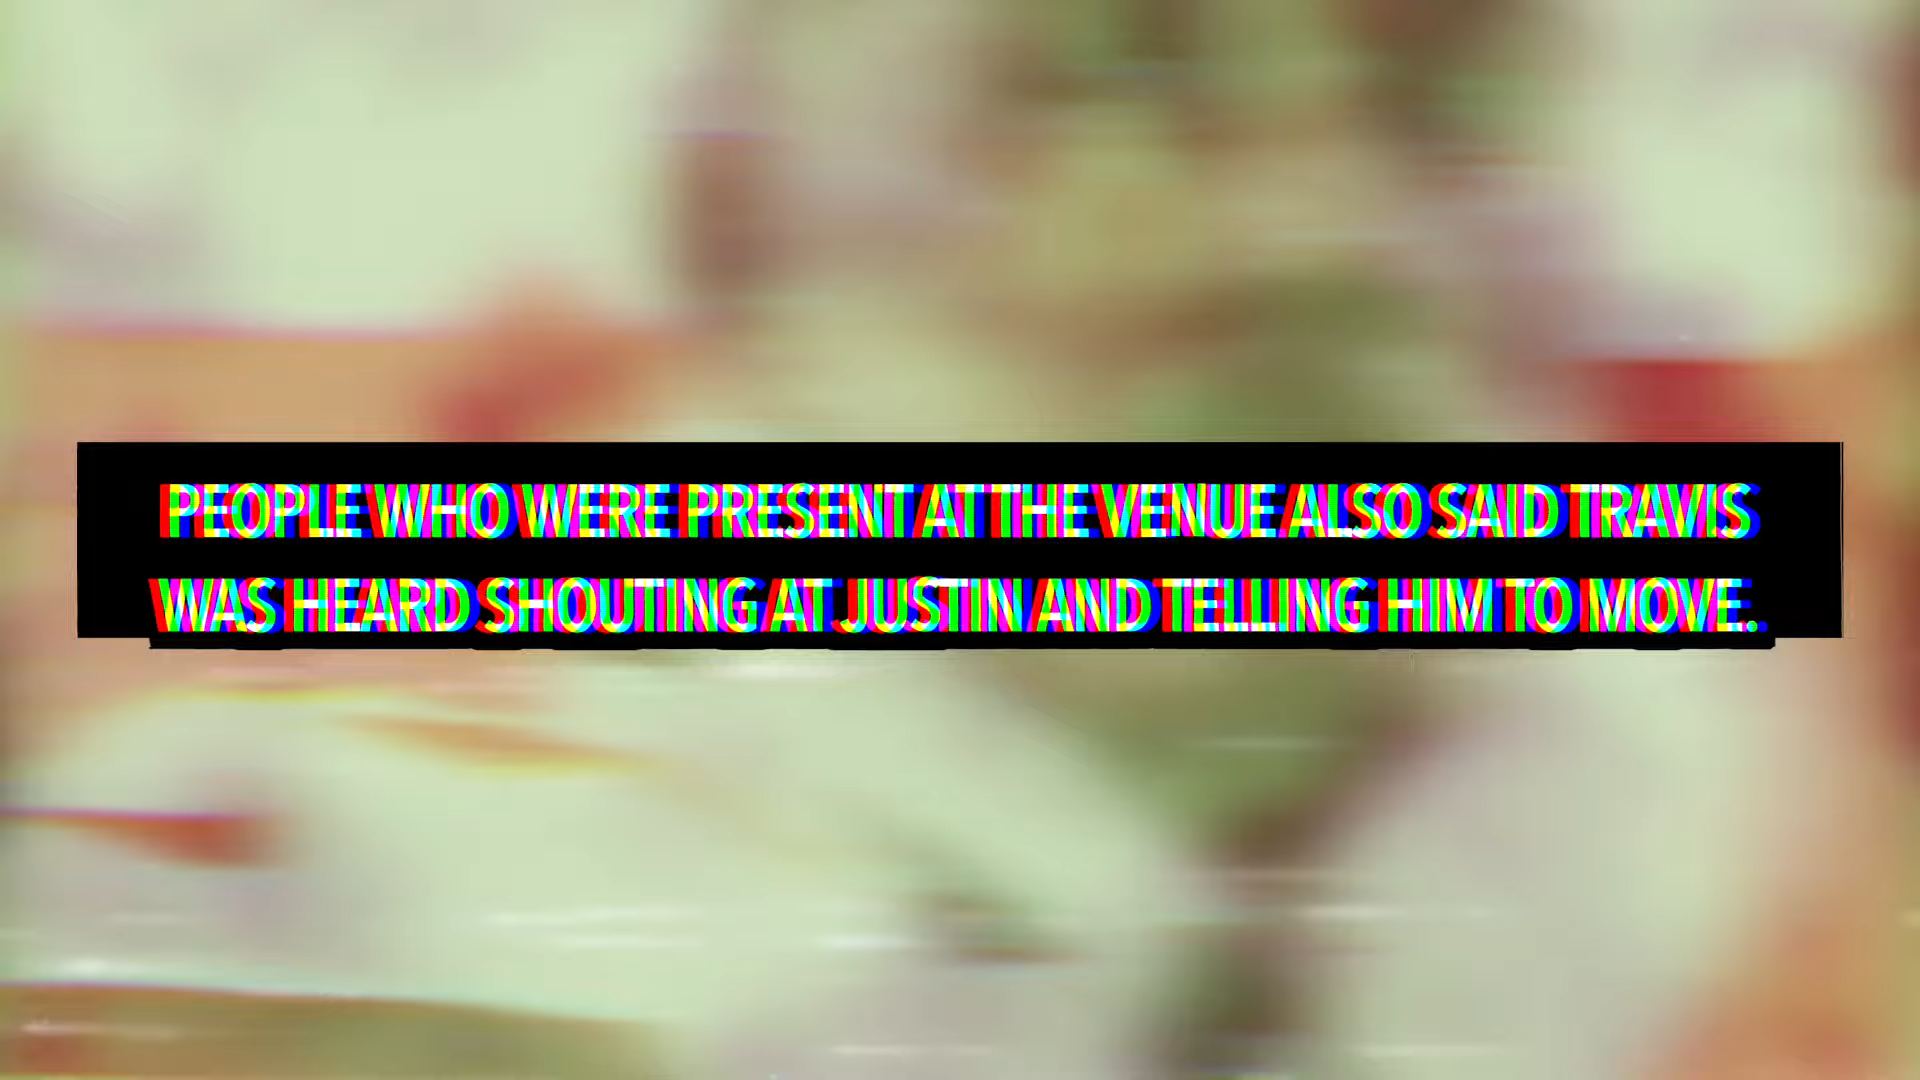 PEOPLE WHO WERE PRESENT AT THE VENUE ALSO SAID TRAVIS
WAS HEARD SHOUTING AT JUSTIN AND TELLING HIM TO MOVE.